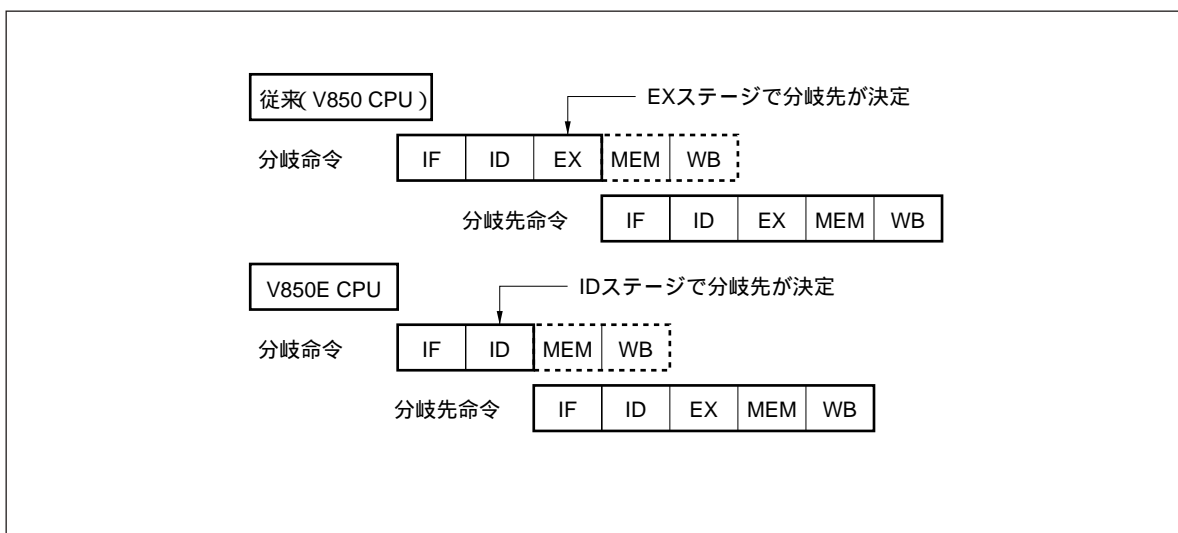 従来(V850 CPU)
EXステージで分岐先が決定
分岐命令 IF ID EX MEM WB
分岐先命令 IF ID EX MEM WB
V850E CPU
IDステージで分岐先が決定
分岐命令 IF ID MEM WB
分岐先命令 IF ID EX MEM WB